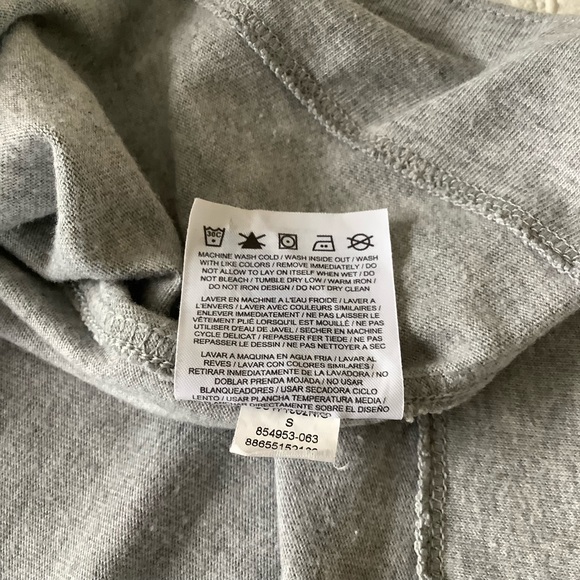 30C
MACHINE WASH COLD / WASH INSIDE OUT / WASH
WITH LIKE COLORS / REMOVE IMMEDIATELY / DO
NOT ALLOW TO LAY ON ITSELF WHEN WET / DO
NOT BLEACH / TUMBLE DRY LOW / WARM IRON /
DO NOT IRON DESIGN / DO NOT DRY CLEAN
LAVER EN MACHINE A L'EAU FROIDE / LAVER A
L'ENVERS / LAVER AVEC COULEURS SIMILAIRES /
ENLEVER IMMEDIATEMENT / NE PAS LAISSER LE
VÊTEMENT PLIÉ LORSQU'IL EST MOUILLÉ / NE PAS
UTILISER D'EAU DE JAVEL / SÉCHER EN MACHINE
CYCLE DELICAT / REPASSER FER TIEDE / NE PAS
REPASSER LE DESSIN / NE PAS NETTOYER A SEC
LAVAR A MAQUINA EN AGUA FRIA / LAVAR AL
REVES / LAVAR CON COLORES SIMILARES /
RETIRAR INMEDIATAMENTE DE LA LAVADORA / NO
DOBLAR PRENDA MOJADA / NO USAR
BLANQUEADORES / USAR SECADORA CICLO
LENTO / USAR PLANCHA TEMPERATURA MEDIA /
DIRECTAMENTE SOBRE EL DISEÑO
S
854953-063